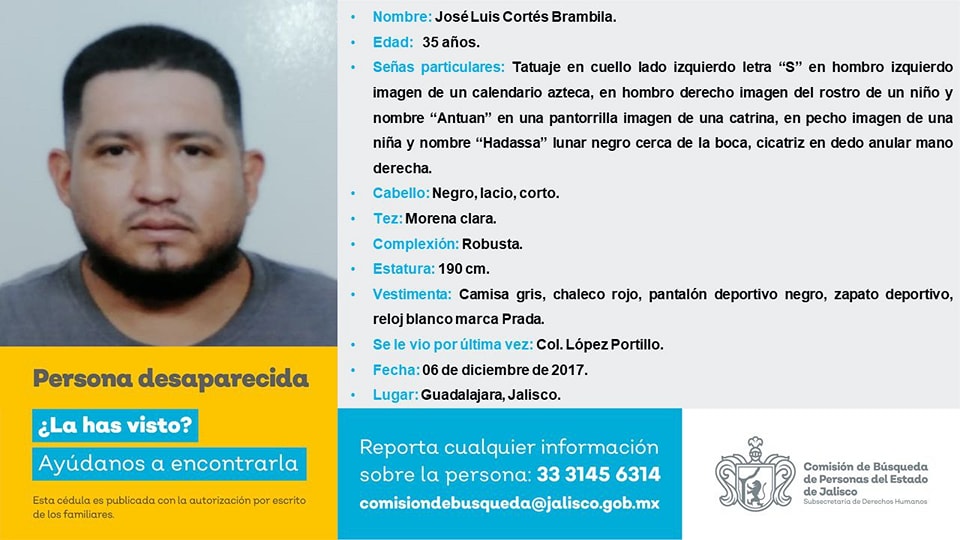 • Nombre: José Luis Cortés Brambila.
• Edad: 35 años.
• Señas particulares: Tatuaje en cuello lado izquierdo letra “S” en hombro izquierdo
imagen de un calendario azteca, en hombro derecho imagen del rostro de un niño y
nombre “Antuan” en una pantorrilla imagen de una catrina, en pecho imagen de una
niña y nombre “Hadassa” lunar negro cerca de la boca, cicatriz en dedo anular mano
derecha.
• Cabello: Negro, lacio, corto.
• Tez: Morena clara.
• Complexión: Robusta.
• Estatura: 190 cm.
• Vestimenta: Camisa gris, chaleco rojo, pantalón deportivo negro, zapato deportivo,
reloj blanco marca Prada.
• Se le vio por última vez: Col. López Portillo.
• Fecha: 06 de diciembre de 2017.
• Lugar: Guadalajara, Jalisco.
Persona desaparecida
¿La has visto?
Ayúdanos a encontrarla
Esta cédula es publicada con la autorización por escrito
de los familiares.
Reporta cualquier información
sobre la persona: 33 3145 6314
comisiondebusqueda@jalisco.gob.mx
Comisión de Búsqueda
de Personas del Estado
de Jalisco
Subsecretaría de Derechos Humanos